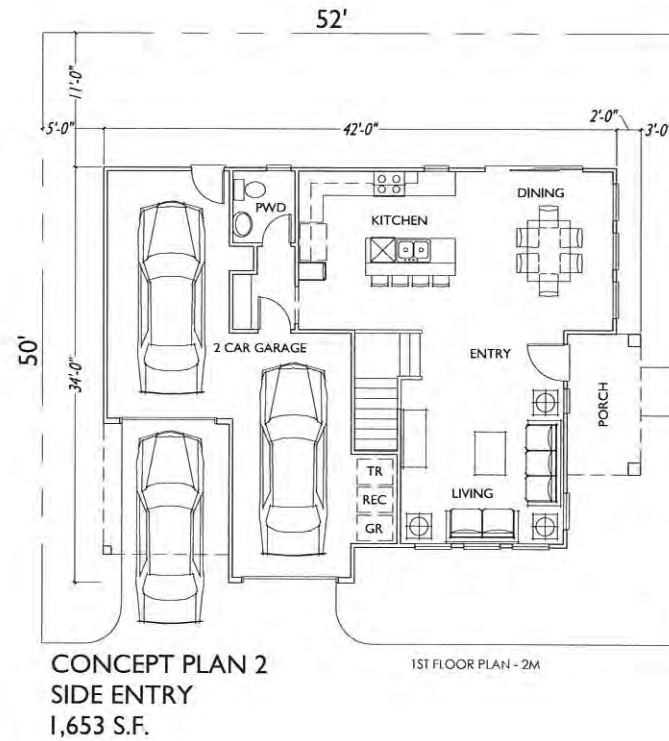 52'
11'-0"
5'-0"
42'-0"
2'-0"
3'-0"
DINING
PWD
KITCHEN
50'
34'-0"
2 CAR GARAGE
ENTRY
PORCH
TR
REC
GR
LIVING
CONCEPT PLAN 2
SIDE ENTRY
1,653 S.F.
1ST FLOOR PLAN - 2M